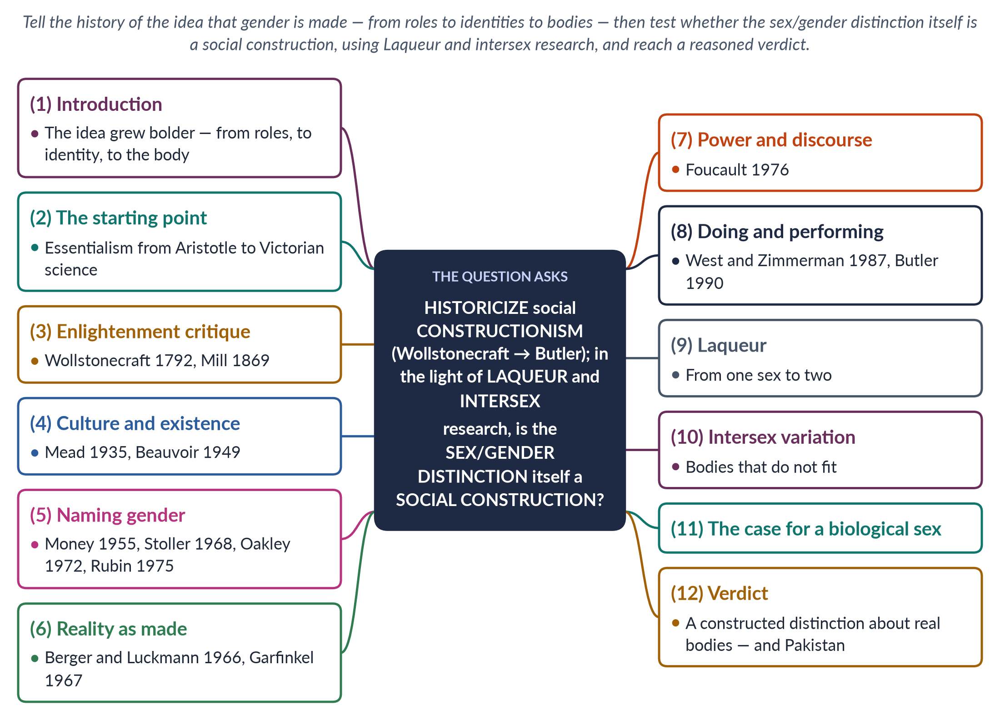 Tell the history of the idea that gender is made — from roles to identities to bodies — then test whether the sex/gender distinction itself is
a social construction, using Laqueur and intersex research, and reach a reasoned verdict.
(1) Introduction
• The idea grew bolder — from roles, to
identity, to the body
(2) The starting point
• Essentialism from Aristotle to Victorian
science
(3) Enlightenment critique
• Wollstonecraft 1792, Mill 1869
(4) Culture and existence
• Mead 1935, Beauvoir 1949
(5) Naming gender
• Money 1955, Stoller 1968, Oakley
1972, Rubin 1975
(6) Reality as made
• Berger and Luckmann 1966, Garfinkel
1967
THE QUESTION ASKS
HISTORICIZE social
CONSTRUCTIONISM
(Wollstonecraft → Butler); in
the light of LAQUEUR and
INTERSEX
research, is the
SEX/GENDER
DISTINCTION itself a
SOCIAL CONSTRUCTION?
(7) Power and discourse
• Foucault 1976
(8) Doing and performing
• West and Zimmerman 1987, Butler
1990
(9) Laqueur
• From one sex to two
(10) Intersex variation
• Bodies that do not fit
(11) The case for a biological sex
(12) Verdict
• A constructed distinction about real
bodies — and Pakistan